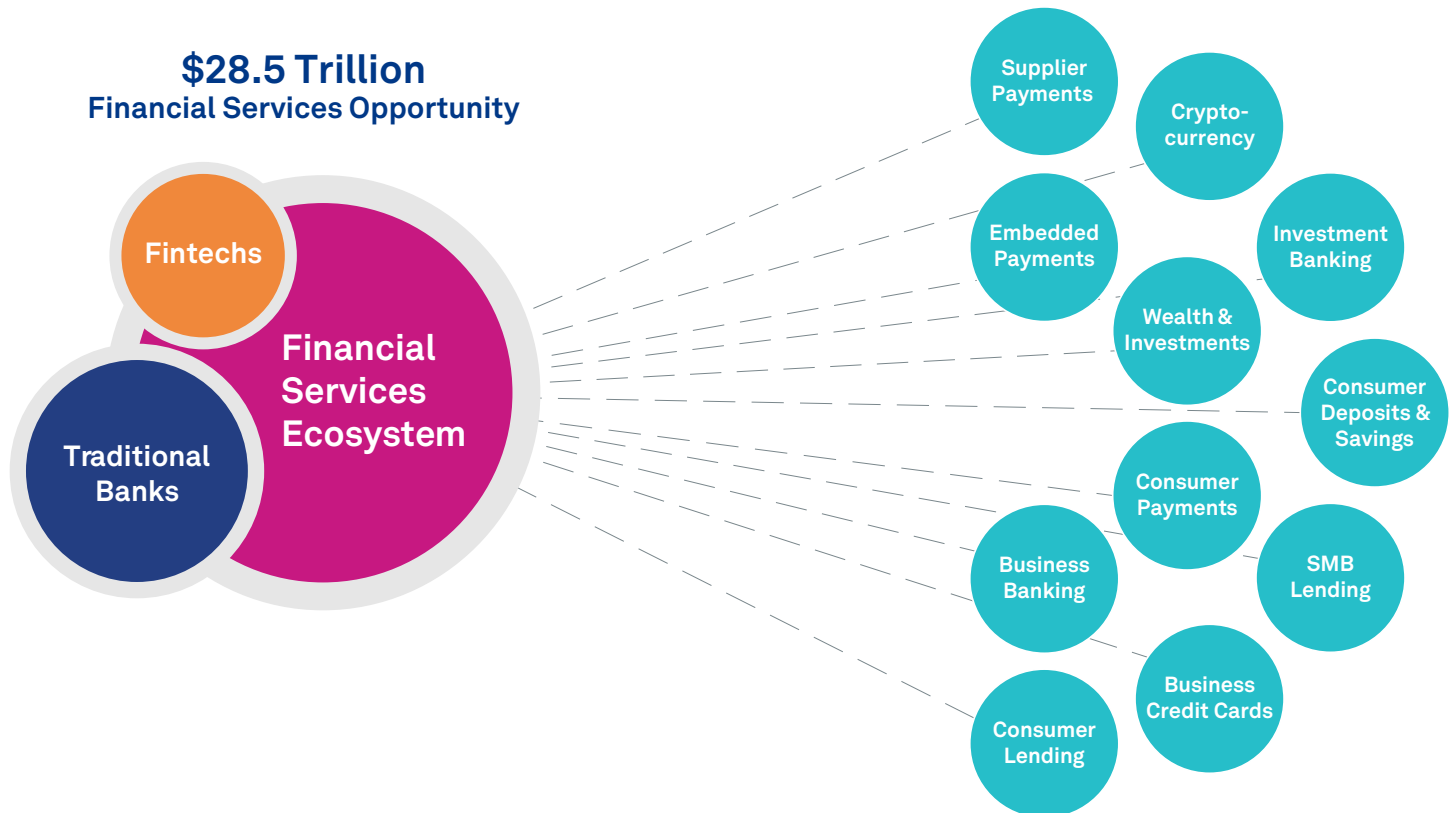 $28.5 Trillion
Financial Services Opportunity
Fintechs
Financial
Services
Ecosystem
Traditional
Banks
Supplier
Payments
Crypto-
currency
Embedded
Payments
Investment
Banking
Wealth &
Investments
Consumer
Deposits &
Savings
Consumer
Payments
Business
Banking
SMB
Lending
Business
Credit Cards
Consumer
Lending